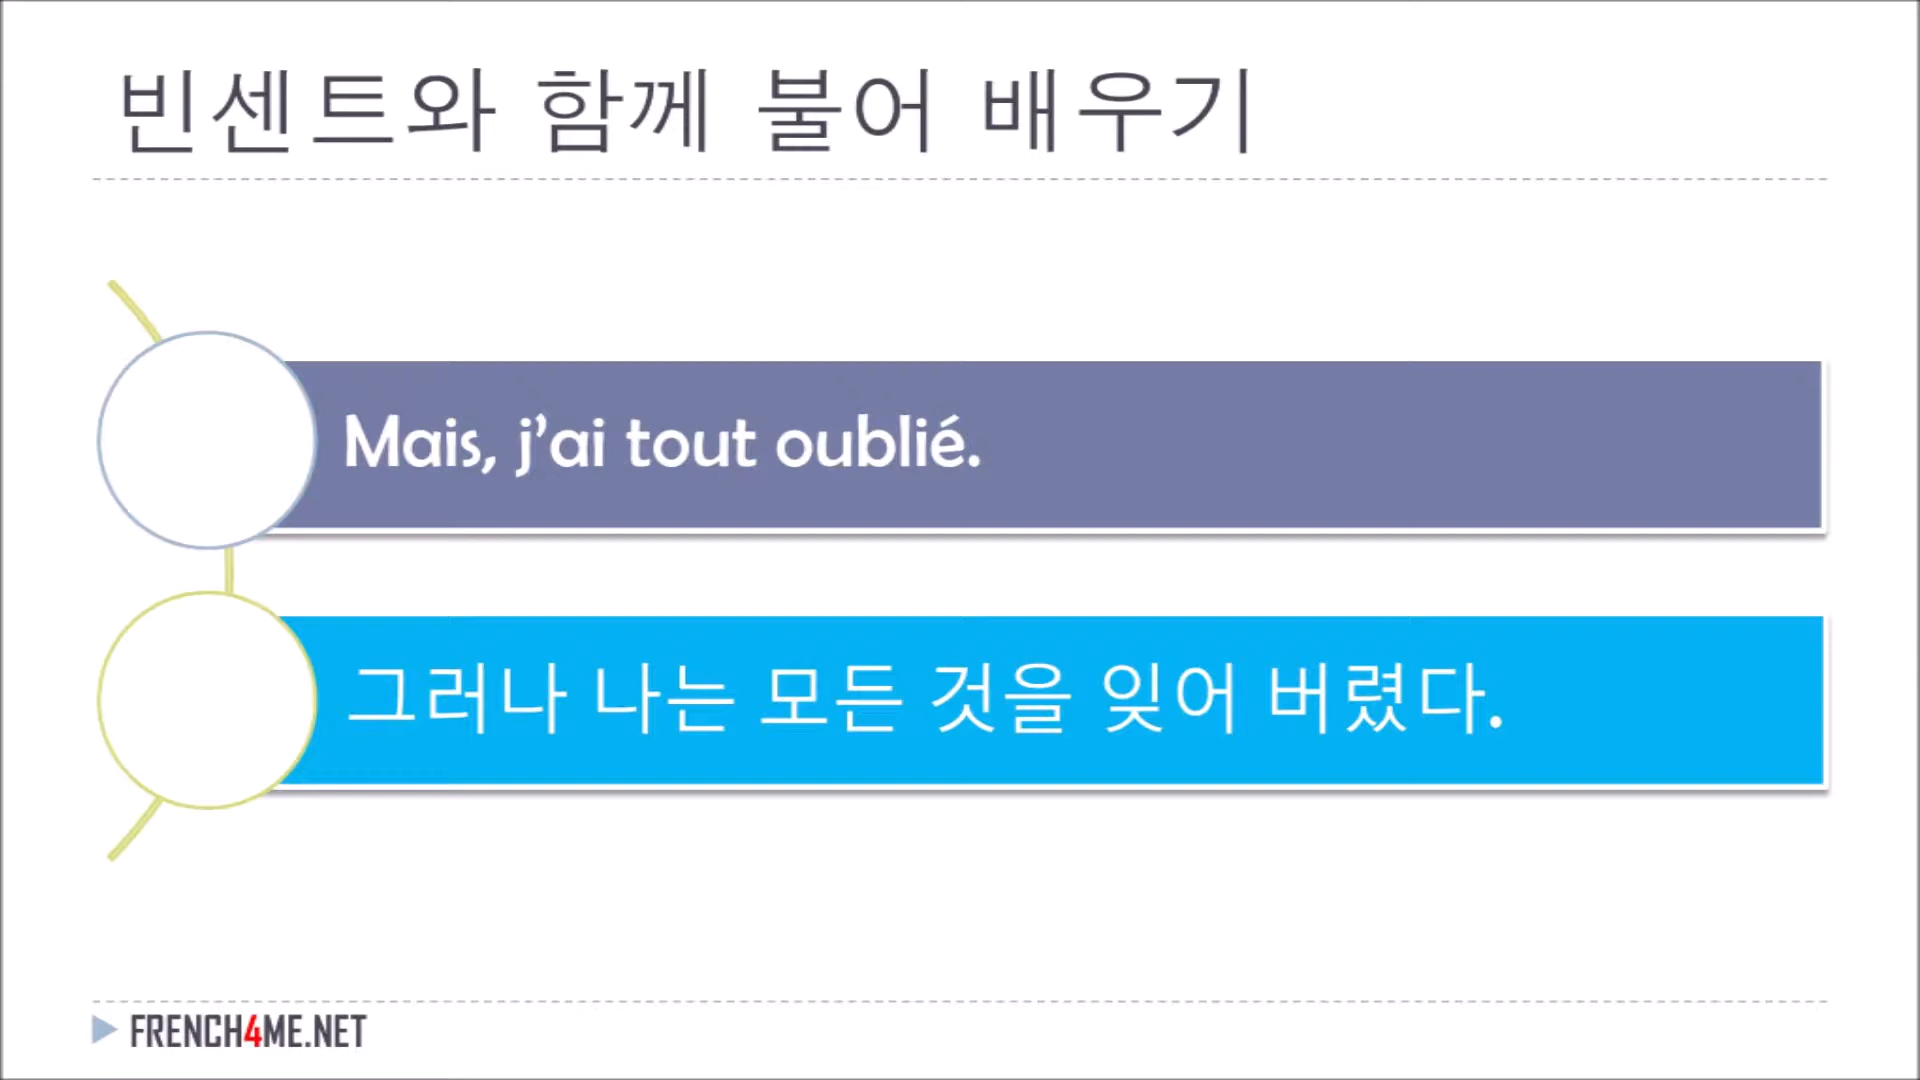 빈센트와 함께 불어 배우기
Mais, j’ai tout oublié.
그러나 나는 모든 것을 잊어 버렸다.
FRENCH4ME.NET